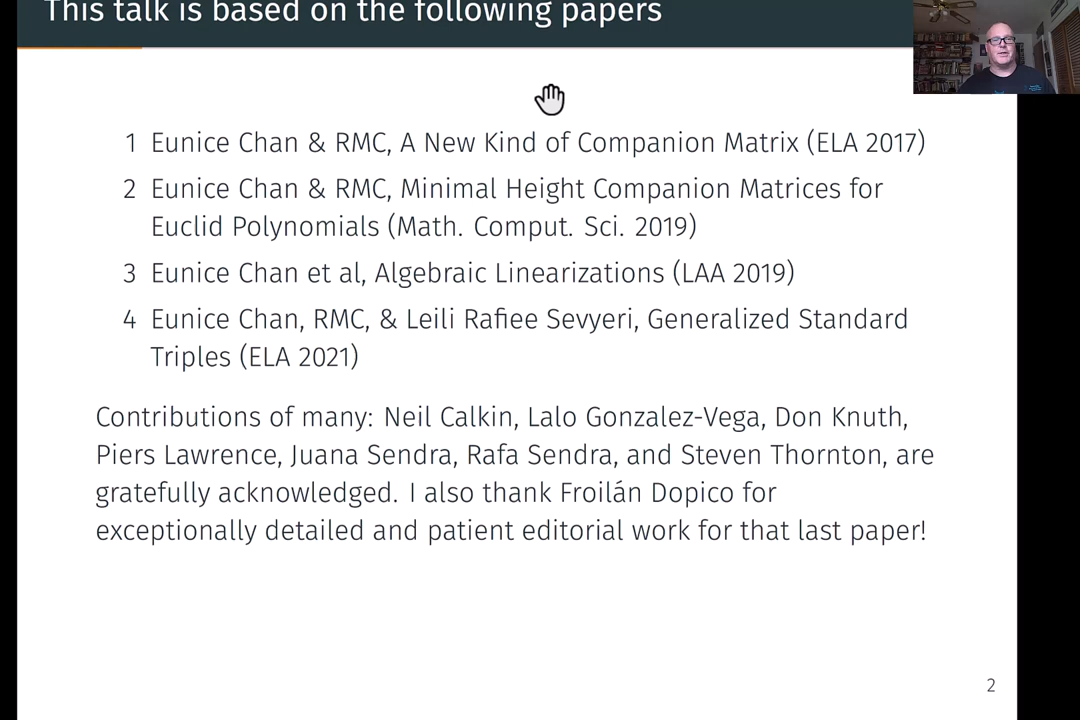 This talk is based on the following papers
1 Eunice Chan & RMC, A New Kind of Companion Matrix (ELA 2017)
2 Eunice Chan & RMC, Minimal Height Companion Matrices for
Euclid Polynomials (Math. Comput. Sci. 2019)
3 Eunice Chan et al, Algebraic Linearizations (LAA 2019)
4 Eunice Chan, RMC, & Leili Rafiee Sevyeri, Generalized Standard
Triples (ELA 2021)
Contributions of many: Neil Calkin, Lalo Gonzalez-Vega, Don Knuth,
Piers Lawrence, Juana Sendra, Rafa Sendra, and Steven Thornton, are
gratefully acknowledged. I also thank Froilán Dopico for
exceptionally detailed and patient editorial work for that last paper!
2